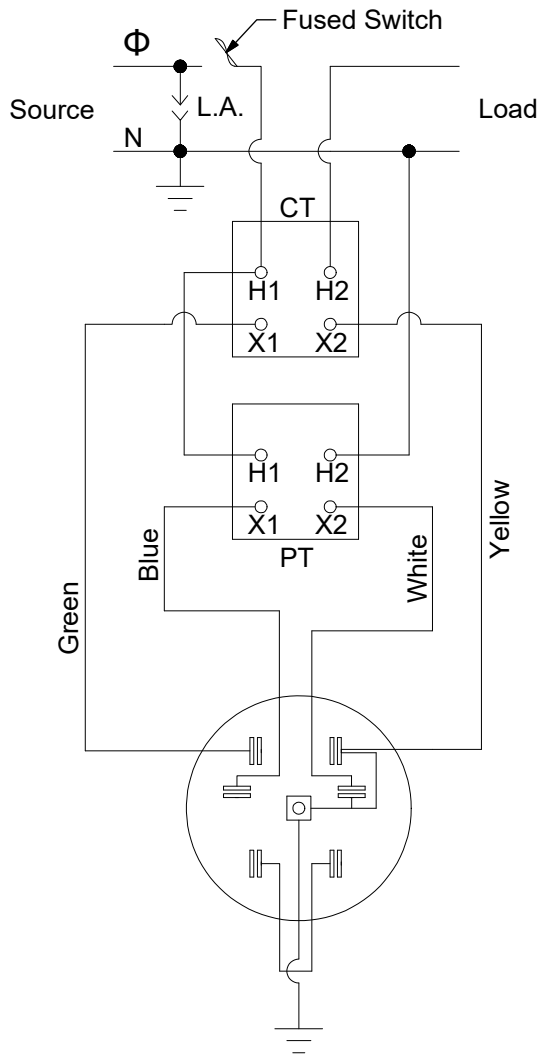 Fused Switch
Φ
Source
L.A.
Load
N
CT
H1 H2
X1 X2
H1 H2
X1 X2
PT
Blue
White
Yellow
Green